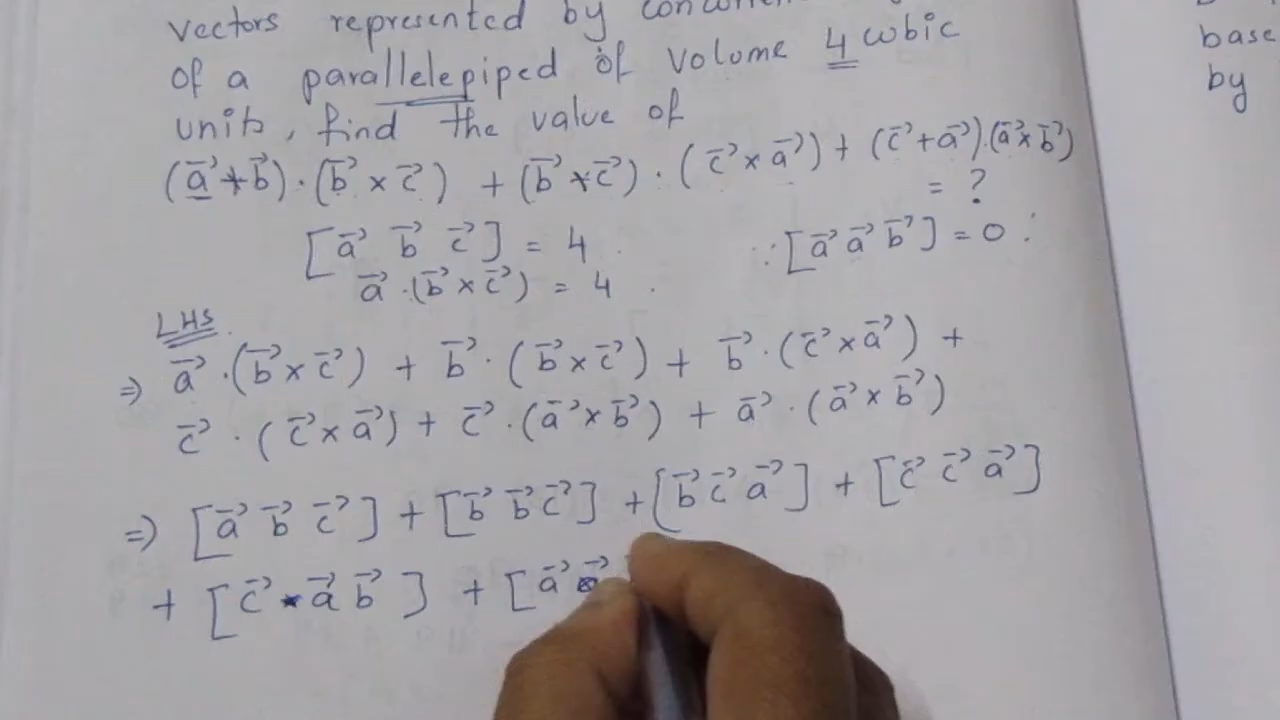 vectors represented by
of a parallelepiped of volume 4 cubic
units, find the value of
(a⃗+b⃗)·(b⃗×c⃗) + (b⃗+c⃗)·(c⃗×a⃗) + (c⃗+a⃗)·(a⃗×b⃗)
= ?
[a⃗ b⃗ c⃗] = 4
∵ [a⃗ a⃗ b⃗] = 0
a⃗·(b⃗×c⃗) = 4
LHS
⇒ a⃗·(b⃗×c⃗) + b⃗·(b⃗×c⃗) + b⃗·(c⃗×a⃗) +
c⃗·(c⃗×a⃗) + c⃗·(a⃗×b⃗) + a⃗·(a⃗×b⃗)
⇒ [a⃗ b⃗ c⃗] + [b⃗ b⃗ c⃗] + [b⃗ c⃗ a⃗] + [c⃗ c⃗ a⃗]
+ [c⃗ a⃗ b⃗] + [a⃗ a⃗
base
by